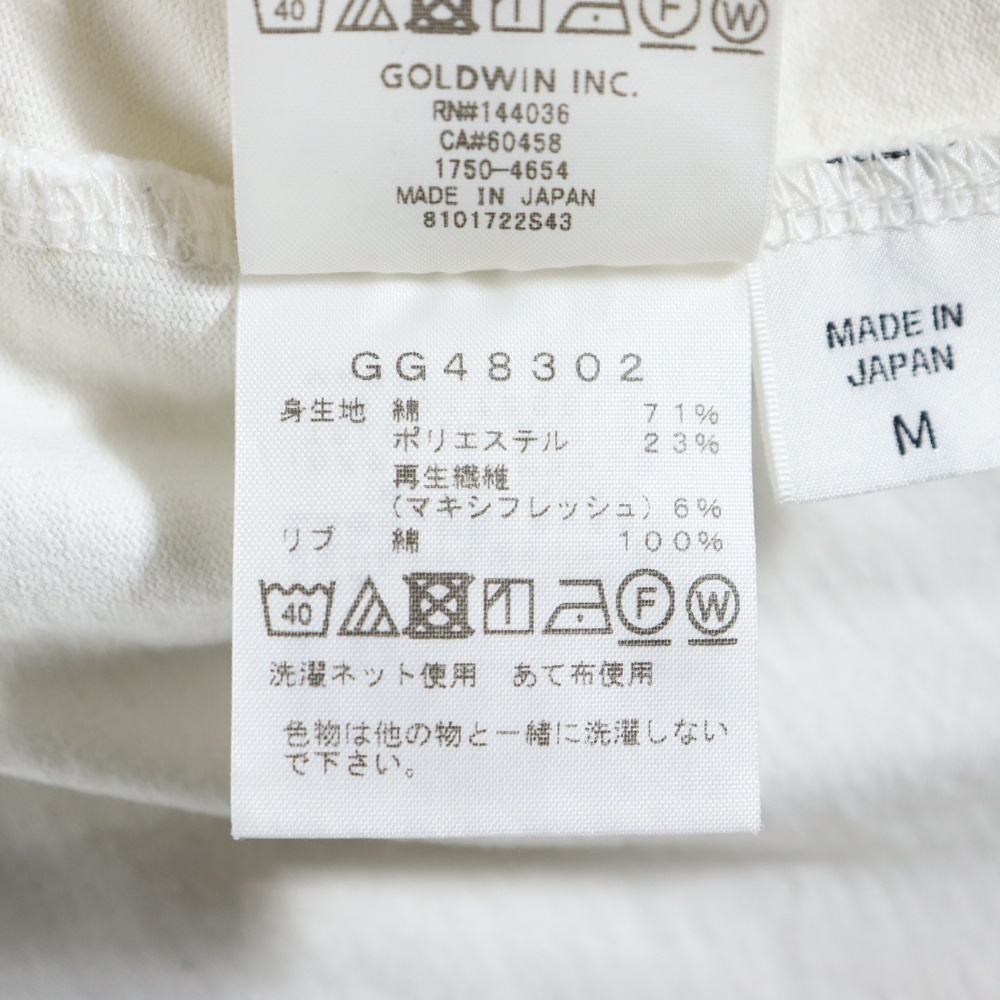 40 F W
GOLDWIN INC.
RN#144036
CA#60458
1750-4654
MADE IN JAPAN
8101722S43
MADE IN
JAPAN
M
GG48302
身生地 綿 71%
ポリエステル 23%
再生繊維
(マキシフレッシュ) 6%
リブ 綿 100%
40 F W
洗濯ネット使用 あて布使用
色物は他の物と一緒に洗濯しない
で下さい。